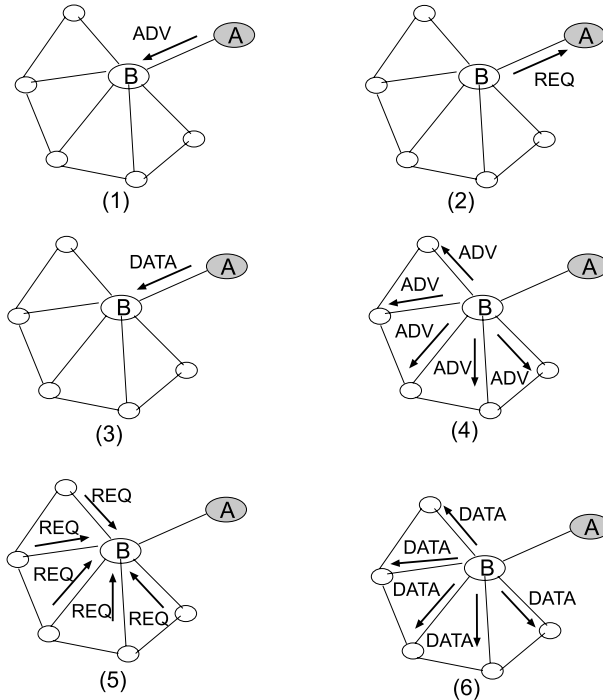 ADV
A
B
(1)
A
B
REQ
(2)
DATA
A
B
(3)
ADV
A
ADV
B
ADV
ADV
ADV
(4)
REQ
A
REQ
B
REQ
REQ
REQ
(5)
DATA
A
DATA
B
DATA
DATA
DATA
(6)